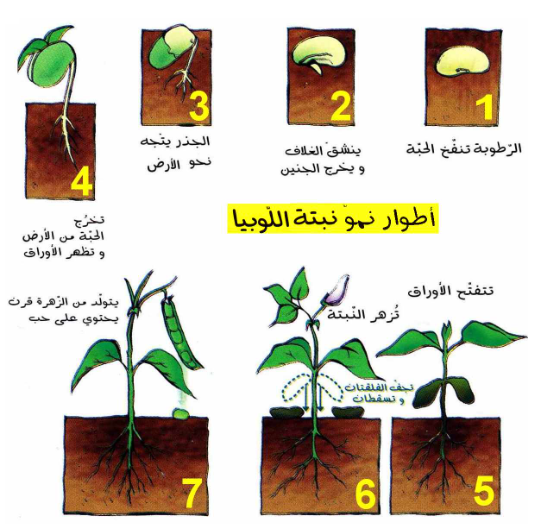 1
الرّطوبة تنفّخ الحبّة
2
ينشقّ الغلاف
و يخرج الجنين
3
الجذر يتّجه
نحو الأرض
4
تخرُج
الحبّة من الأرض
و تظهر الأوراق
أطوار نموّ نبتة اللّوبيا
تتفتّح الأوراق
5
تُزهر النّبتة
تجفّ الفلقتان
و تسقطان
6
يتولّد من الزّهرة قرن
يحتوي على حب
7